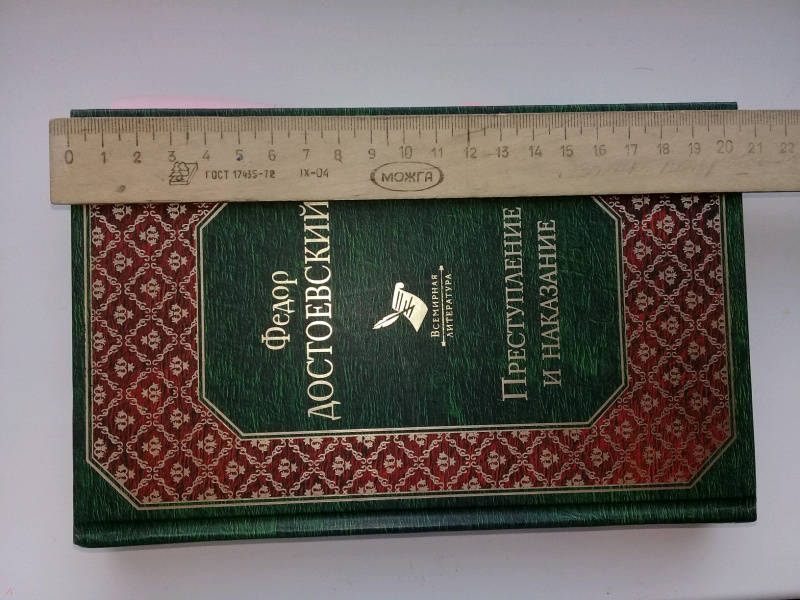 0 1 2 3 4 5 6 7 8 9 10 11 12 13 14 15 16 17 18 19 20 21 22
ГОСТ 17435-72 IX-04
МОЖГА
Федор
ДОСТОЕВСКИЙ
Всемирная
литература
Преступление
и наказание